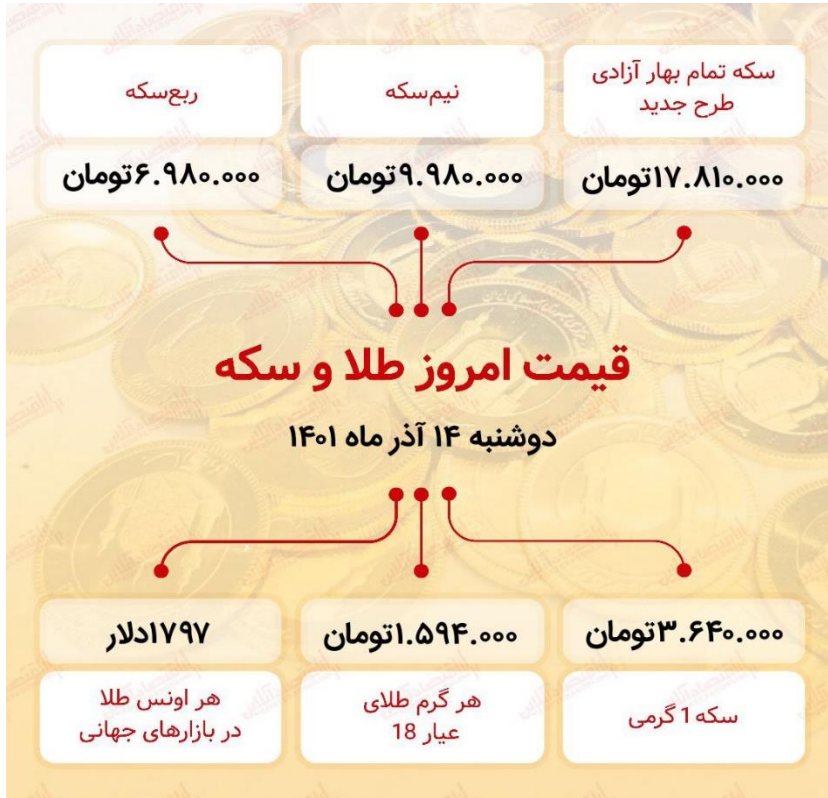 سکه تمام بهار آزادی
طرح جدید
نیم‌سکه
ربع‌سکه
۱۷.۸۱۰.۰۰۰تومان
۹.۹۸۰.۰۰۰تومان
۶.۹۸۰.۰۰۰تومان
قیمت امروز طلا و سکه
دوشنبه ۱۴ آذر ماه ۱۴۰۱
۳.۶۴۰.۰۰۰تومان
۱.۵۹۴.۰۰۰تومان
۱۷۹۷دلار
سکه 1 گرمی
هر گرم طلای
عیار 18
هر اونس طلا
در بازارهای جهانی